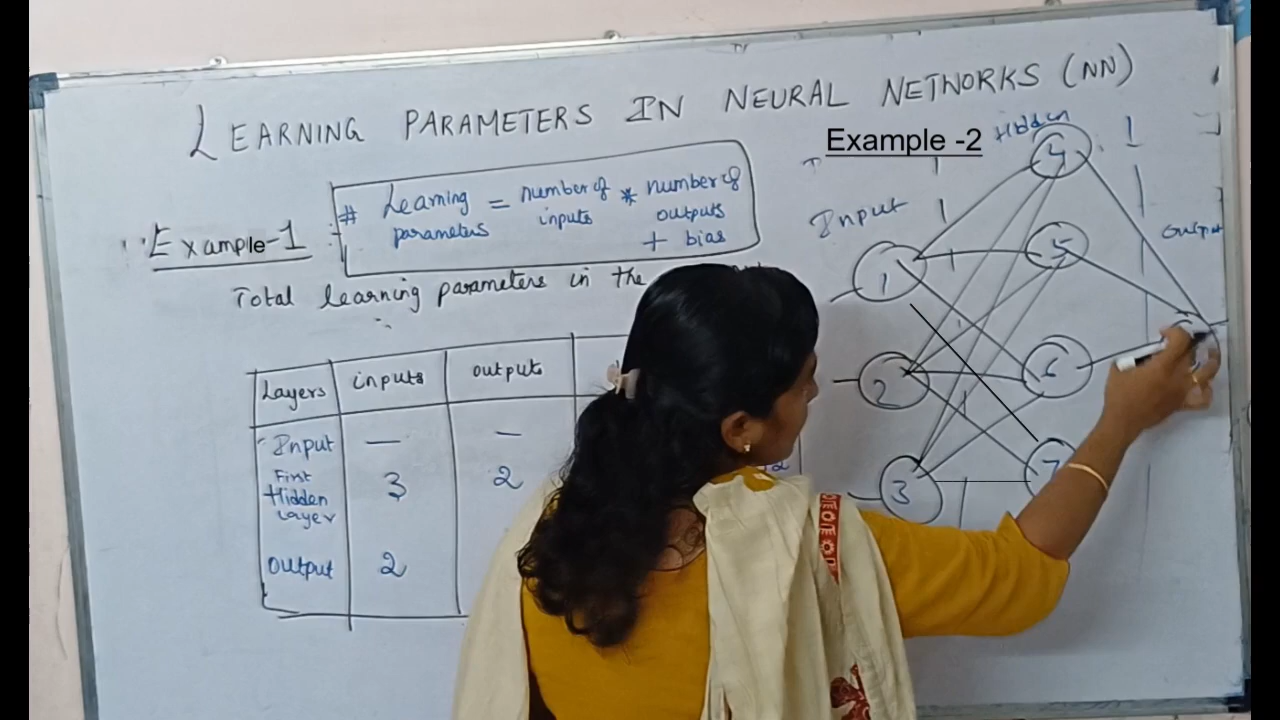 LEARNING PARAMETERS IN NEURAL NETWORKS (NN)
Example -2
Hidden
# Learning parameters = number of inputs * number of outputs + bias
Input
Output
Example-1
Total learning parameters in the
Layers inputs outputs
Input — —
First Hidden Layer 3 2
Output 2
1
2
3
4
5
6
7